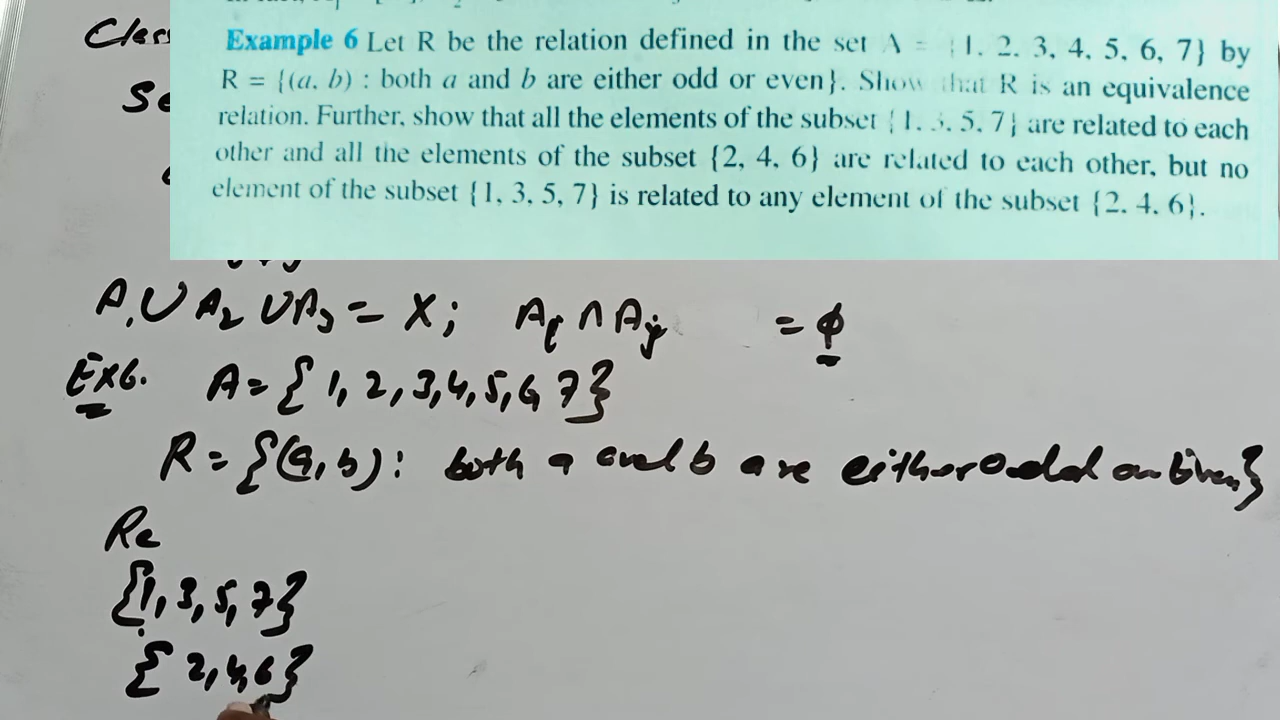 Example 6 Let R be the relation defined in the set A = {1, 2, 3, 4, 5, 6, 7} by
R = {(a, b) : both a and b are either odd or even}. Show that R is an equivalence
relation. Further, show that all the elements of the subset {1, 3, 5, 7} are related to each
other and all the elements of the subset {2, 4, 6} are related to each other, but no
element of the subset {1, 3, 5, 7} is related to any element of the subset {2, 4, 6}.
A₁∪A₂∪A₃ = X; Aᵢ∩Aⱼ = ϕ
Ex6. A = {1, 2, 3, 4, 5, 6, 7}
R = {(a, b): both a and b are either odd or Even}
Re
{1, 3, 5, 7}
{2, 4, 6}